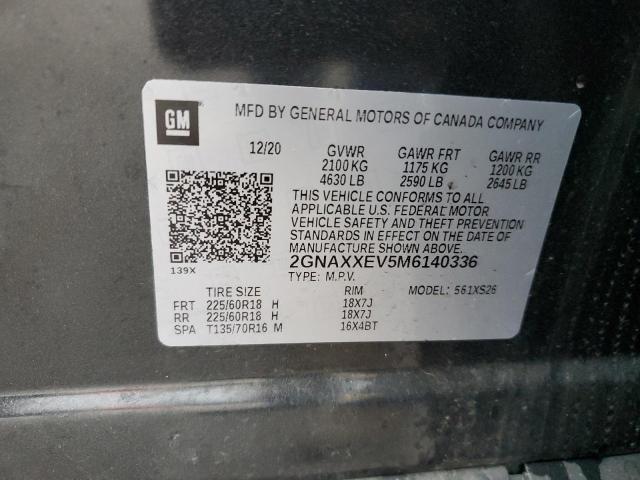 GM
MFD BY GENERAL MOTORS OF CANADA COMPANY
12/20 GVWR GAWR FRT GAWR RR
2100 KG 1175 KG 1200 KG
4630 LB 2590 LB 2645 LB
THIS VEHICLE CONFORMS TO ALL
APPLICABLE U.S. FEDERAL MOTOR
VEHICLE SAFETY AND THEFT PREVENTION
STANDARDS IN EFFECT ON THE DATE OF
MANUFACTURE SHOWN ABOVE.
139X
2GNAXXEV5M6140336
TYPE: M.P.V. MODEL: 561XS26
TIRE SIZE RIM
FRT 225/60R18 H 18X7J
RR 225/60R18 H 18X7J
SPA T135/70R16 M 16X4BT